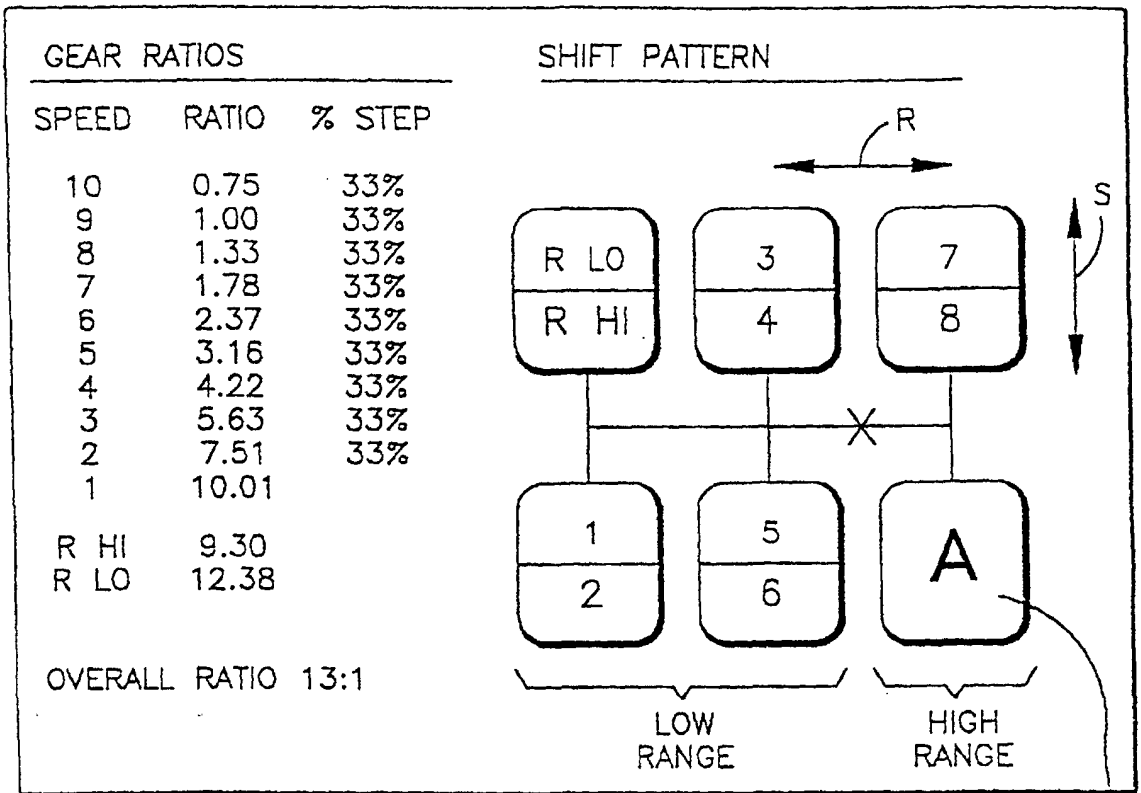 GEAR RATIOS
SPEED RATIO % STEP
10 0.75 33%
9 1.00 33%
8 1.33 33%
7 1.78 33%
6 2.37 33%
5 3.16 33%
4 4.22 33%
3 5.63 33%
2 7.51 33%
1 10.01
R HI 9.30
R LO 12.38
OVERALL RATIO 13:1
SHIFT PATTERN
R
S
R LO
R HI
3
4
7
8
1
2
5
6
A
LOW
RANGE
HIGH
RANGE